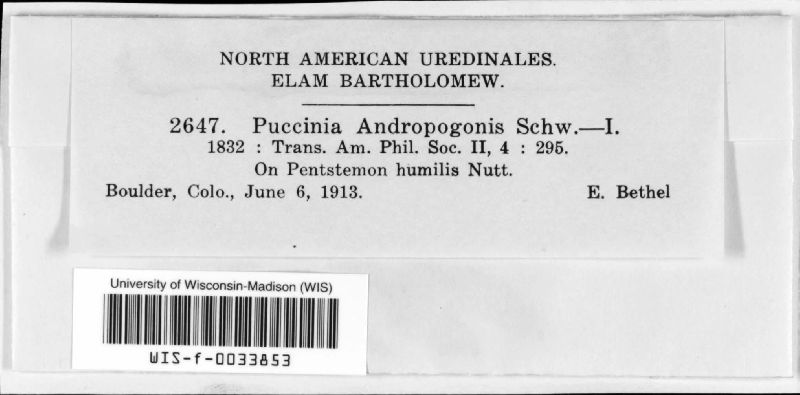 NORTH AMERICAN UREDINALES.
ELAM BARTHOLOMEW.
2647. Puccinia Andropogonis Schw.—I.
1832 : Trans. Am. Phil. Soc. II, 4 : 295.
On Pentstemon humilis Nutt.
Boulder, Colo., June 6, 1913. E. Bethel
University of Wisconsin-Madison (WIS)
WIS-f-0033853